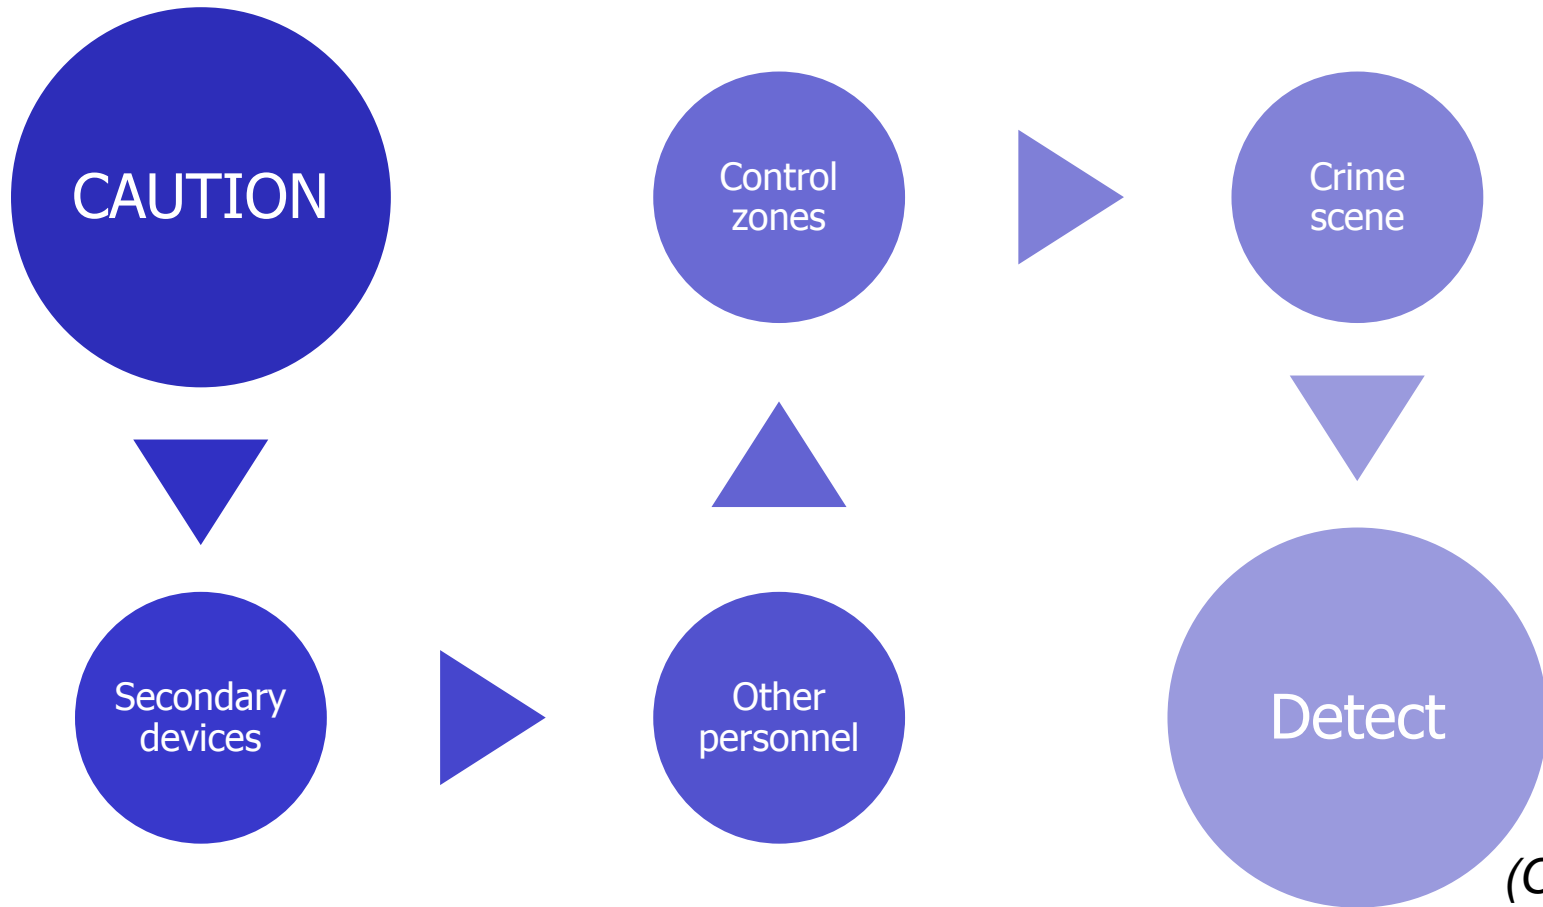 CAUTION
Secondary
devices
Other
personnel
Control
zones
Crime
scene
Detect